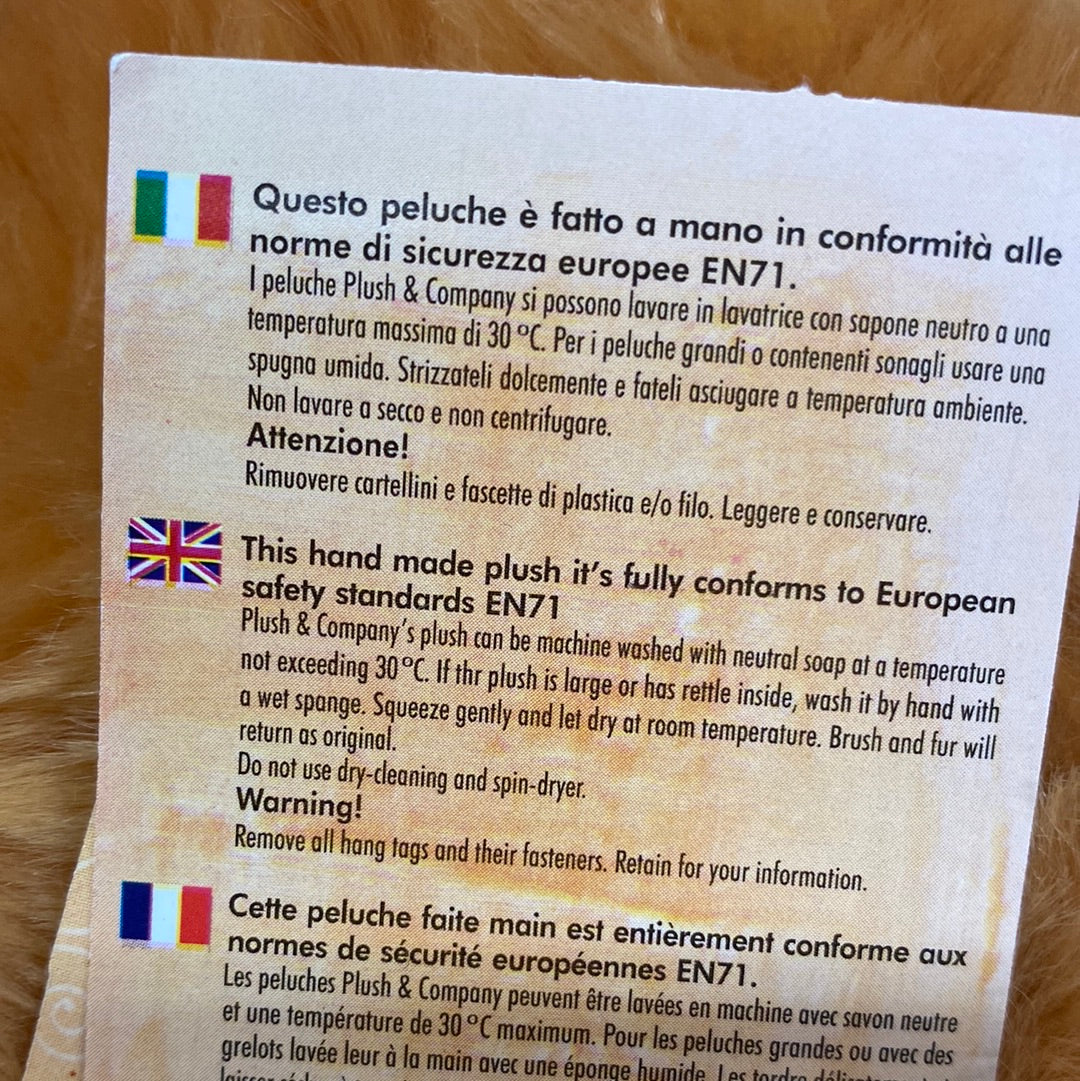 Questo peluche è fatto a mano in conformità alle
norme di sicurezza europee EN71.
I peluche Plush & Company si possono lavare in lavatrice con sapone neutro a una
temperatura massima di 30 °C. Per i peluche grandi o contenenti sonagli usare una
spugna umida. Strizzateli dolcemente e fateli asciugare a temperatura ambiente.
Non lavare a secco e non centrifugare.
Attenzione!
Rimuovere cartellini e fascette di plastica e/o filo. Leggere e conservare.
This hand made plush it's fully conforms to European
safety standards EN71
Plush & Company's plush can be machine washed with neutral soap at a temperature
not exceeding 30 °C. If thr plush is large or has rettle inside, wash it by hand with
a wet spange. Squeeze gently and let dry at room temperature. Brush and fur will
return as original.
Do not use dry-cleaning and spin-dryer.
Warning!
Remove all hang tags and their fasteners. Retain for your information.
Cette peluche faite main est entièrement conforme aux
normes de sécurité européennes EN71.
Les peluches Plush & Company peuvent être lavées en machine avec savon neutre
et une température de 30 °C maximum. Pour les peluches grandes ou avec des
grelots lavée leur à la main avec une éponge humide. Les tordre